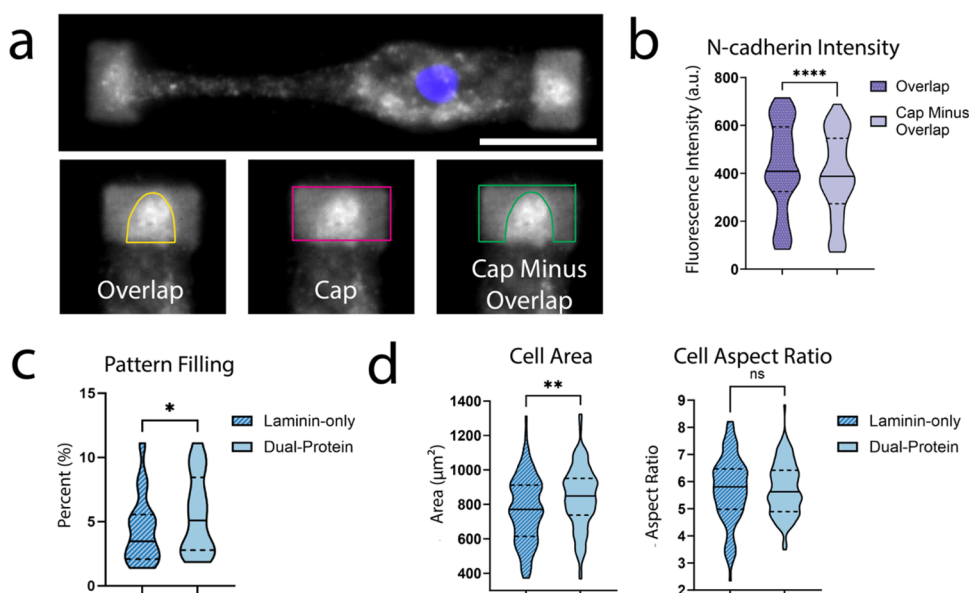 a
Overlap
Cap
Cap Minus
Overlap
b
N-cadherin Intensity
Fluorescence Intensity (a.u.)
800
600
400
200
0
****
Overlap
Cap Minus
Overlap
c
Pattern Filling
Percent (%)
15
10
5
0
*
Laminin-only
Dual-Protein
d
Cell Area
Area (µm²)
1400
1200
1000
800
600
400
**
Cell Aspect Ratio
Aspect Ratio
9
8
7
6
5
4
3
2
ns
Laminin-only
Dual-Protein